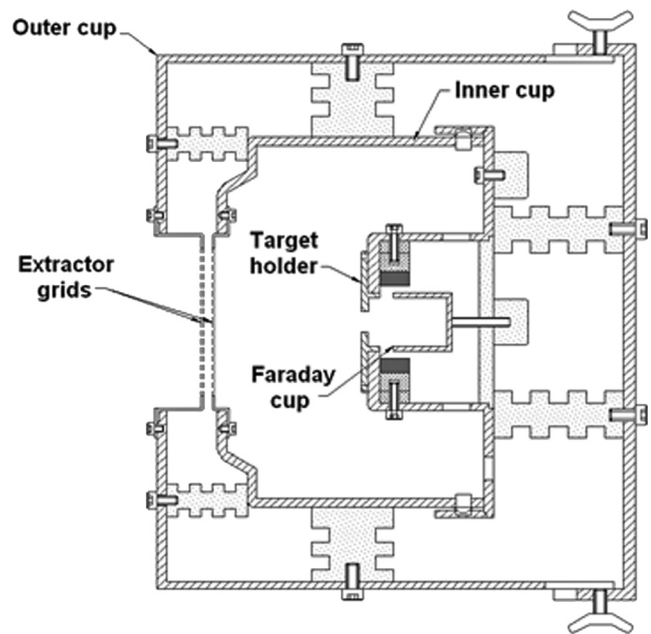 Outer cup
Inner cup
Target
holder
Extractor
grids
Faraday
cup